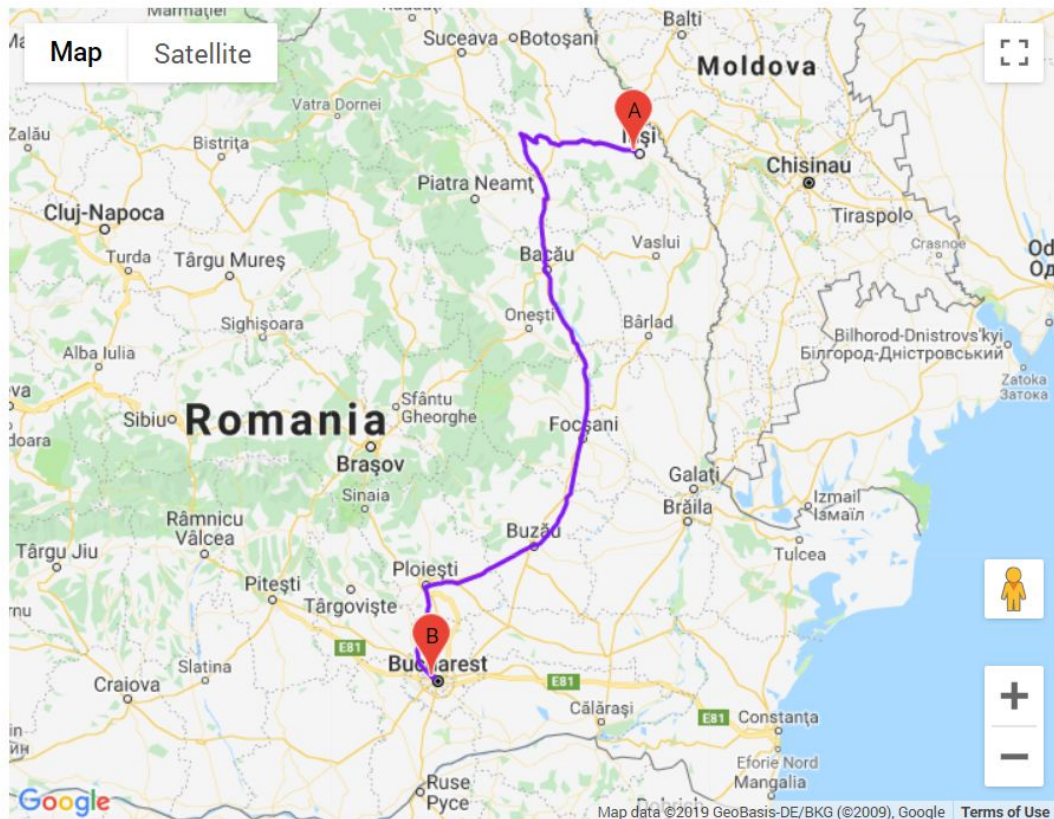 Marmației
Rădăuți
Balti
Map
Satellite
Suceava
Botoșani
Moldova
Vatra Dornei
A
Iași
Zalău
Bistrița
Chisinau
Piatra Neamț
Cluj-Napoca
Tiraspol
Turda
Târgu Mureș
Bacău
Vaslui
Crasnoe
Od
Од
Sighișoara
Onești
Bârlad
Bilhorod-Dnistrovs'kyi
Білгород-Дністровський
Alba Iulia
Zatoka
Затока
Sfântu
Gheorghe
Sibiu
Romania
Focșani
Brașov
Galați
Sinaia
Brăila
Izmail
Ізмаїл
Râmnicu
Vâlcea
Buzău
Tulcea
Târgu Jiu
Ploiești
Pitești
Târgoviște
B
E81
Bucharest
Slatina
E81
Craiova
Călărași
E81
Constanța
Eforie Nord
Mangalia
Ruse
Русе
Google
Dobrich
Map data ©2019 GeoBasis-DE/BKG (©2009), Google
Terms of Use